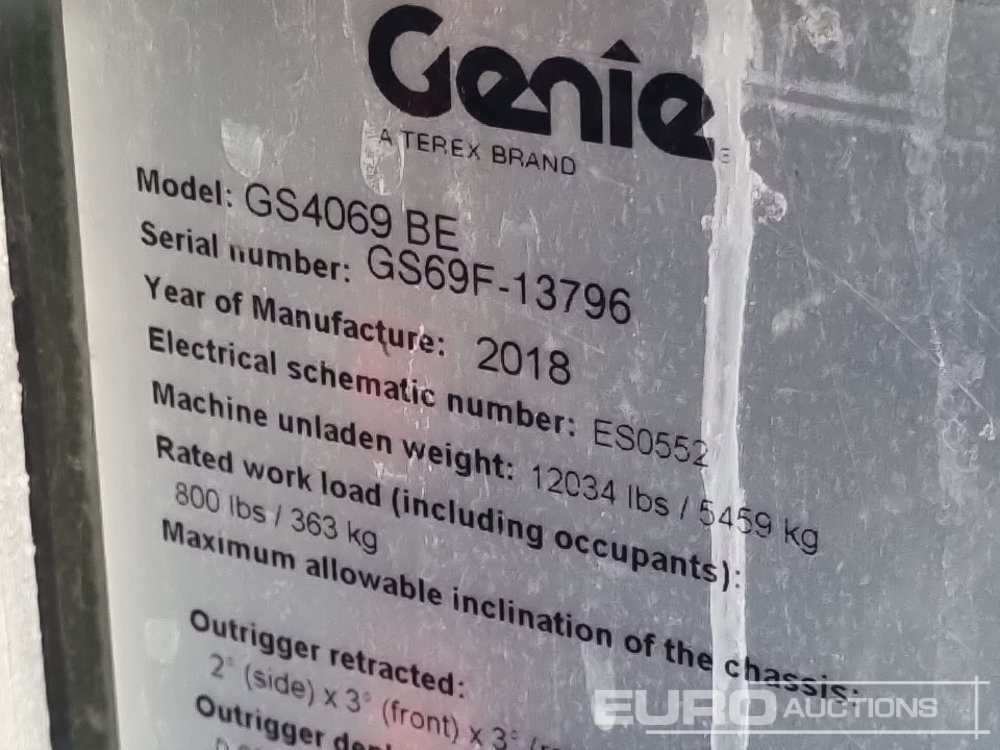 Genie
A TEREX BRAND
Model: GS4069 BE
Serial number: GS69F-13796
Year of Manufacture: 2018
Electrical schematic number: ES0552
Machine unladen weight: 12034 lbs / 5459 kg
Rated work load (including occupants):
800 lbs / 363 kg
Maximum allowable inclination of the chassis:
Outrigger retracted:
2° (side) x 3° (front) x 3°
Outrigger
EURO AUCTIONS